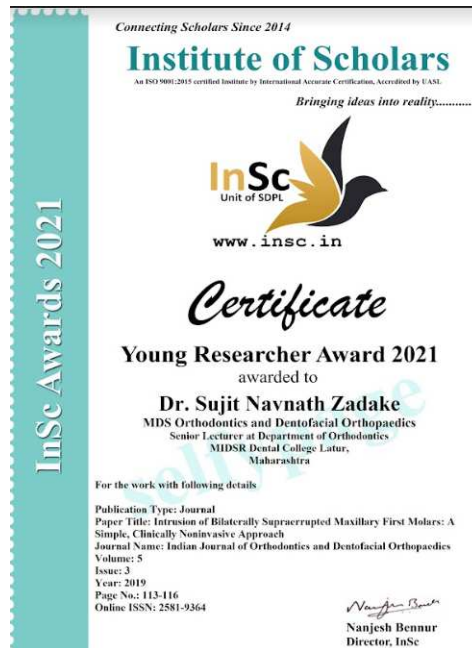 Connecting Scholars Since 2014
Institute of Scholars
An ISO 9001:2015 certified Institute by International Accurate Certification, Accredited by UASL
Bringing ideas into reality...........
InSc
Unit of SDPL
www.insc.in
InSc Awards 2021
Certificate
Young Researcher Award 2021
awarded to
Dr. Sujit Navnath Zadake
MDS Orthodontics and Dentofacial Orthopaedics
Senior Lecturer at Department of Orthodontics
MIDSR Dental College Latur,
Maharashtra
For the work with following details
Publication Type: Journal
Paper Title: Intrusion of Bilaterally Supraerrupted Maxillary First Molars: A
Simple, Clinically Noninvasive Approach
Journal Name: Indian Journal of Orthodontics and Dentofacial Orthopaedics
Volume: 5
Issue: 3
Year: 2019
Page No.: 113-116
Online ISSN: 2581-9364
Nanjesh Bennur
Director, InSc